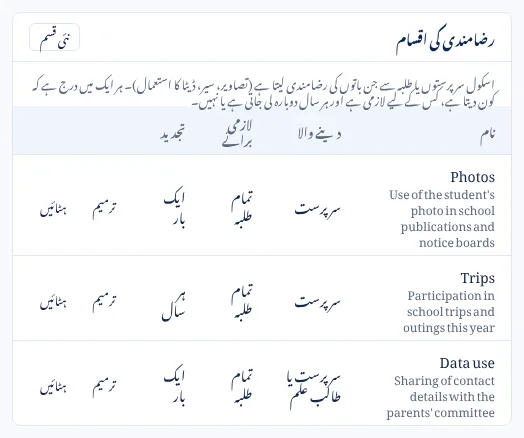 رضامندی کی اقسام
نئی قسم
اسکول سرپرستوں یا طلبہ سے جن باتوں کی رضامندی لیتا ہے (تصاویر، سیر، ڈیٹا کا استعمال)۔ ہر ایک میں درج ہے کہ
کون دیتا ہے، کس کے لیے لازمی ہے اور ہر سال دوبارہ لی جاتی ہے یا نہیں۔
نام دینے والا لازمی برائے تجدید
Photos
Use of the student's
photo in school
publications and
notice boards
سرپرست
تمام
طلبہ
ایک
بار
ترمیم
ہٹائیں
Trips
Participation in
school trips and
outings this year
سرپرست
تمام
طلبہ
ہر
سال
ترمیم
ہٹائیں
Data use
Sharing of contact
details with the
parents' committee
سرپرست یا
طالب علم
تمام
طلبہ
ایک
بار
ترمیم
ہٹائیں